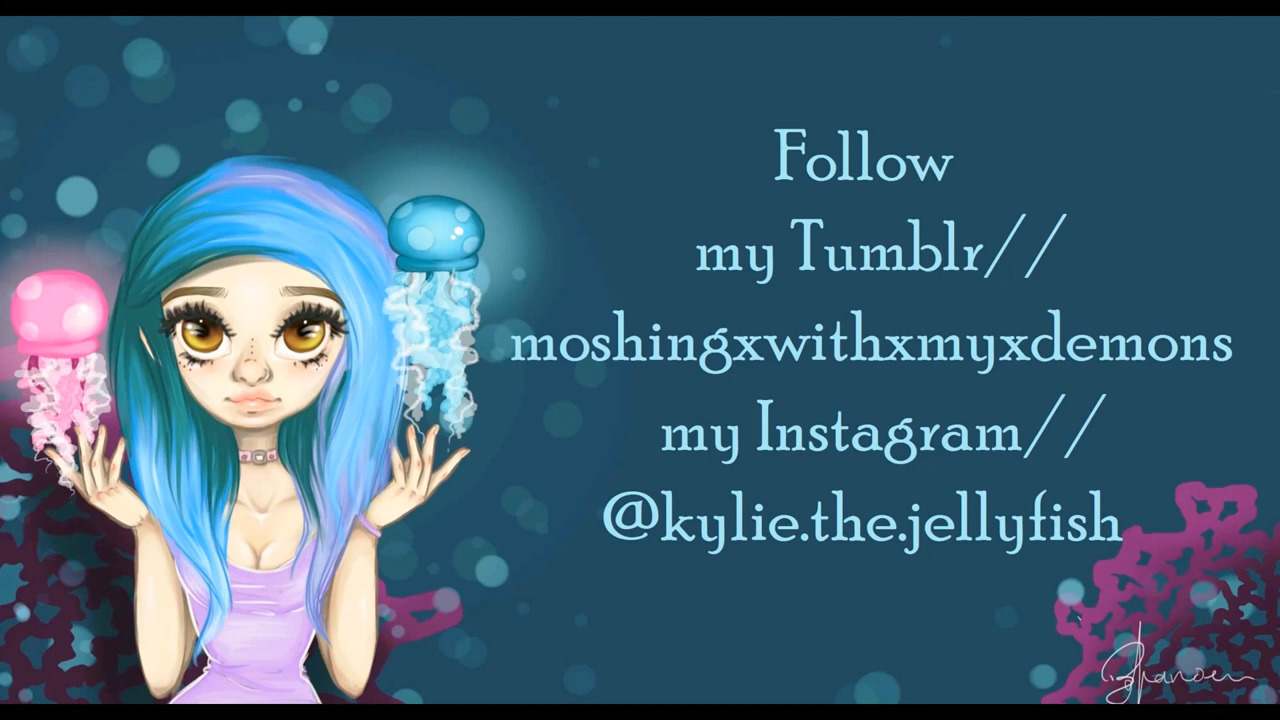 Follow
my Tumblr//
moshingxwithxmyxdemons
my Instagram//
@kylie.the.jellyfish